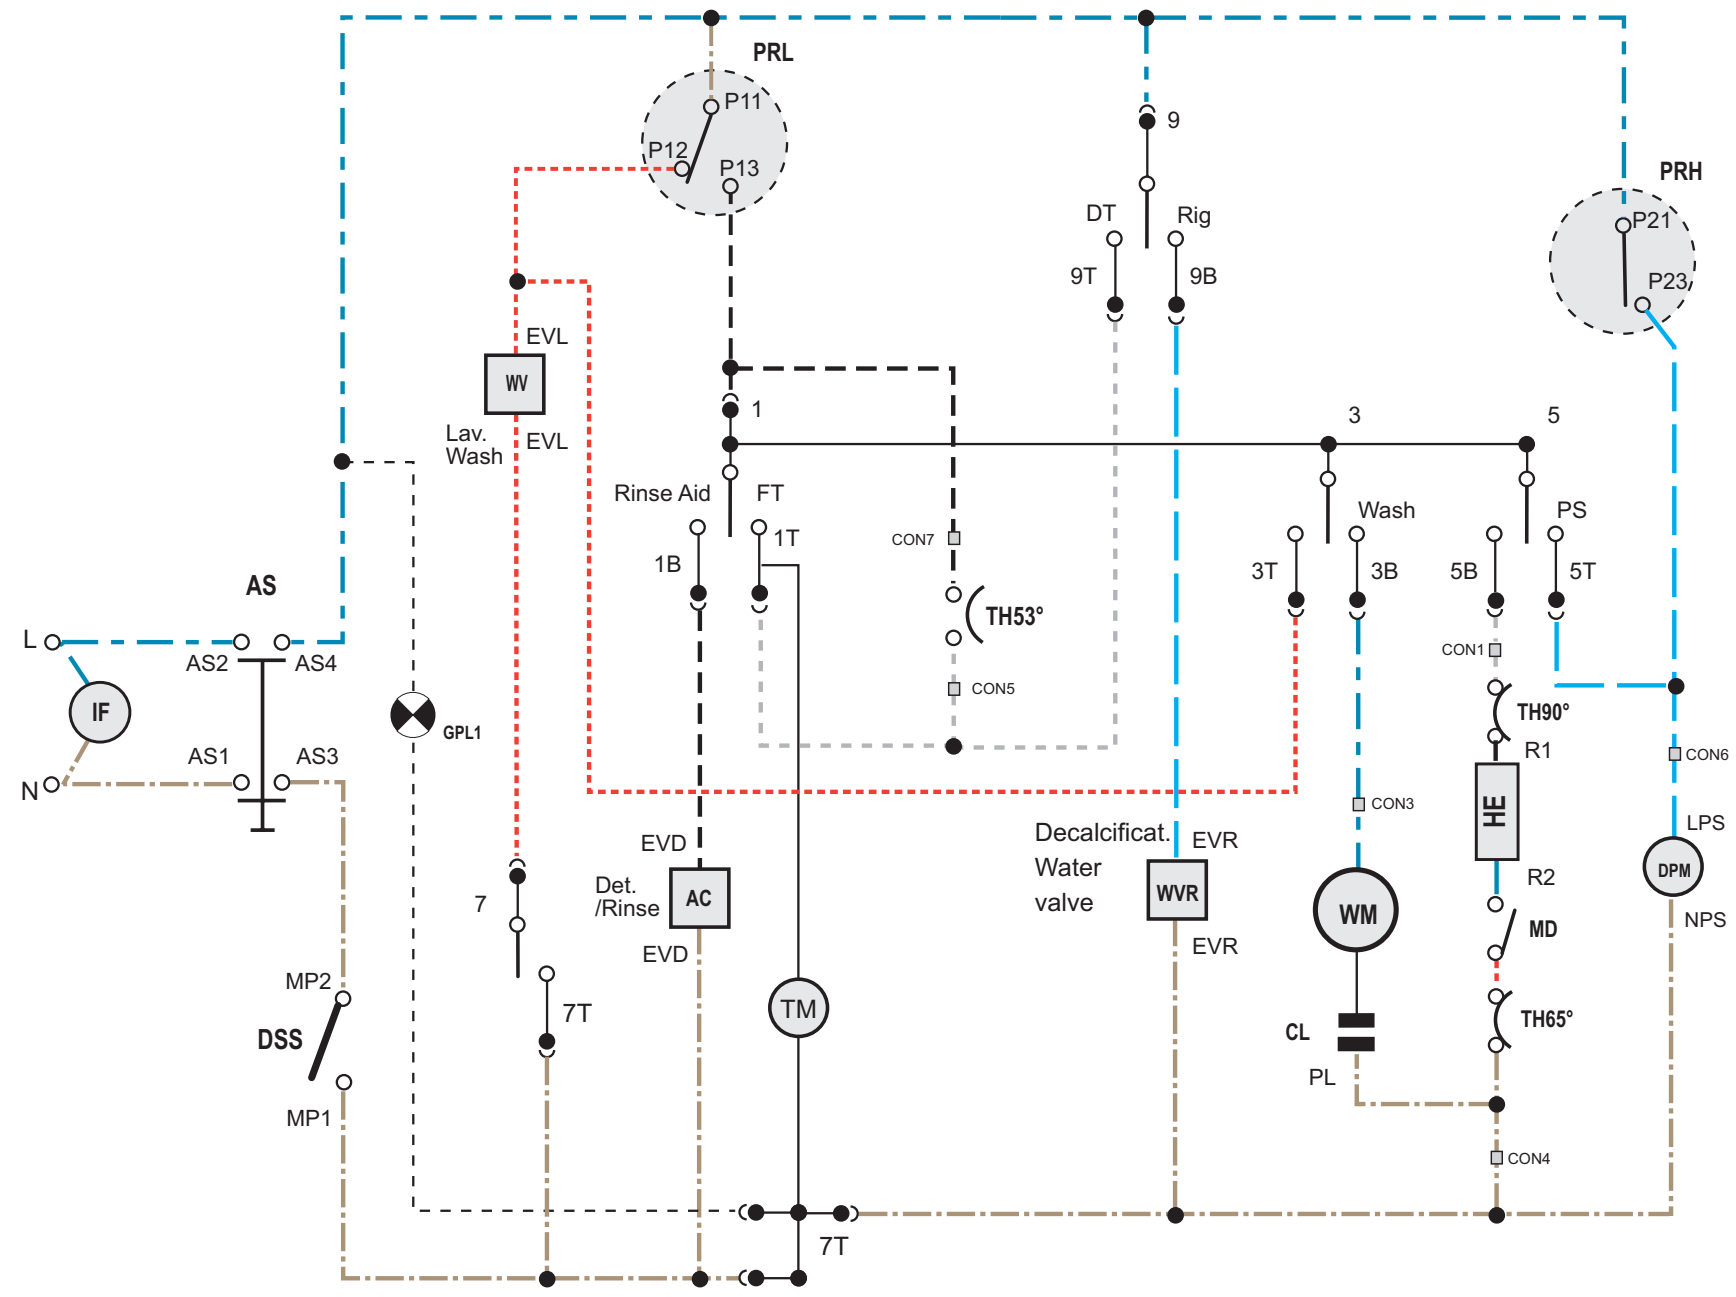 PRL
P11
9
P12
P13
PRH
DT
Rig
P21
9T
9B
P23
EVL
WV
1
3
5
Lav.
Wash
EVL
Rinse Aid
FT
Wash
PS
1T
CON7
1B
3T
3B
5B
5T
AS
TH53°
L
AS2
AS4
CON1
CON5
IF
GPL1
TH90°
AS1
AS3
R1
CON6
N
CON3
HE
Decalcificat.
Water
valve
EVR
LPS
EVD
DPM
Det.
/Rinse
AC
WVR
R2
7
WM
NPS
MD
EVD
EVR
MP2
7T
TM
DSS
CL
TH65°
PL
MP1
CON4
7T